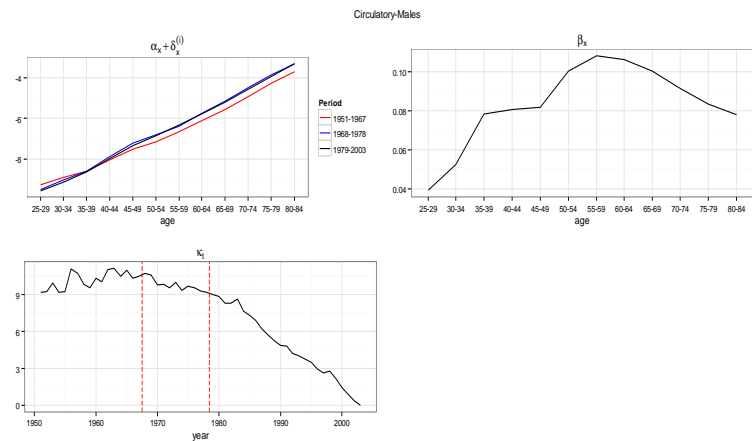 Circulatory-Males
αₓ + δₓ⁽ⁱ⁾
-4
-8
25-29 30-34 35-39 40-44 45-49 50-54 55-59 60-64 65-69 70-74 75-79 80-84
age
Period
1951-1967
1968-1978
1979-2003
βₓ
0.10
0.08
0.06
0.04
25-29 30-34 35-39 40-44 45-49 50-54 55-59 60-64 65-69 70-74 75-79 80-84
age
κₜ
9
6
3
0
1950 1960 1970 1980 1990 2000
year